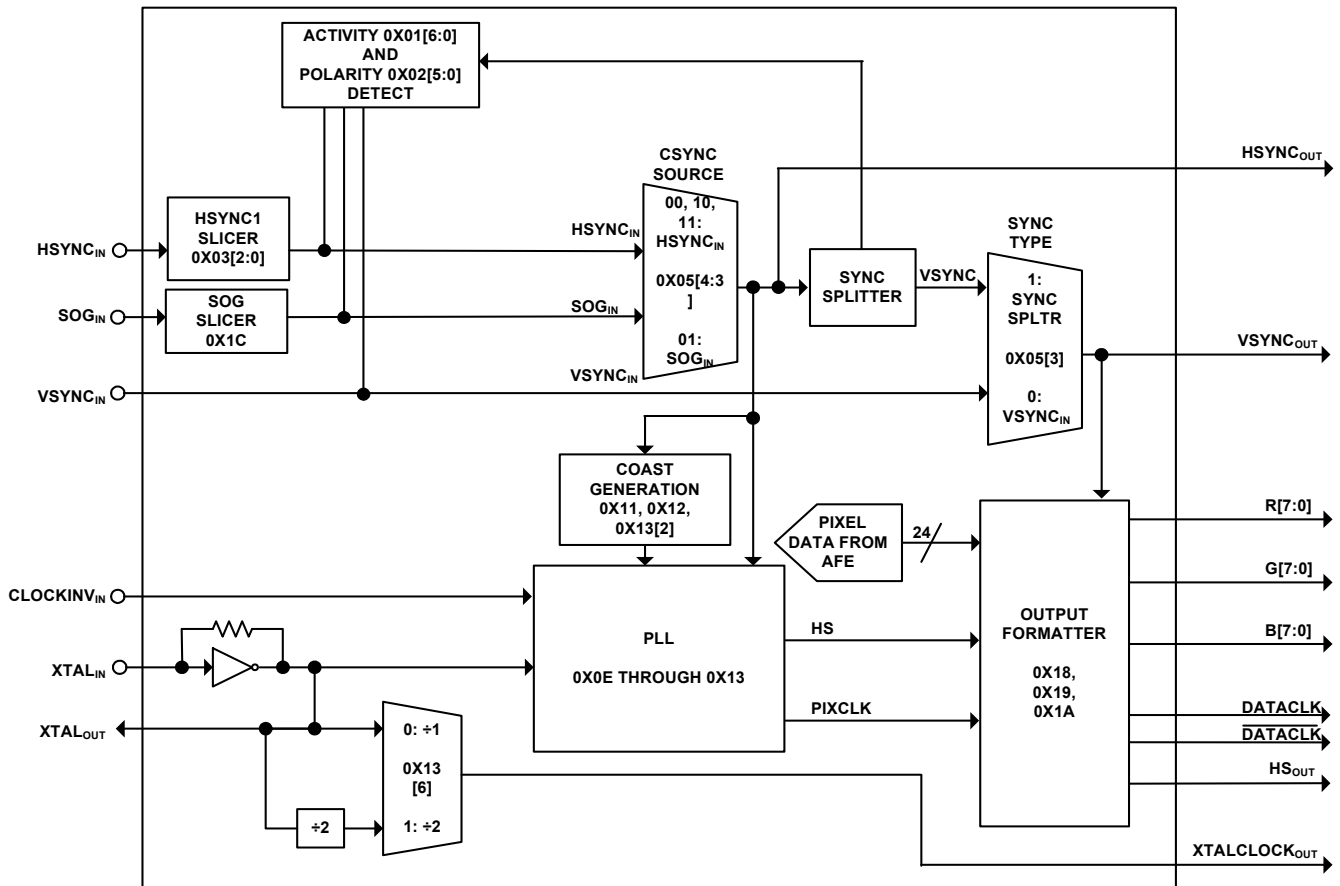 ACTIVITY 0X01[6:0]
AND
POLARITY 0X02[5:0]
DETECT
CSYNC
SOURCE
HSYNCOUT
HSYNC1
SLICER
0X03[2:0]
HSYNCIN
HSYNCIN
00, 10,
11:
HSYNCIN
0X05[4:3
]
01:
SOGIN
SYNC
TYPE
SOGIN
SOG
SLICER
0X1C
SOGIN
SYNC
SPLITTER
VSYNC
1:
SYNC
SPLTR
0X05[3]
0:
VSYNCIN
VSYNCOUT
VSYNCIN
VSYNCIN
COAST
GENERATION
0X11, 0X12,
0X13[2]
PIXEL
DATA FROM
AFE
24
R[7:0]
G[7:0]
B[7:0]
CLOCKINVIN
PLL
0X0E THROUGH 0X13
HS
PIXCLK
OUTPUT
FORMATTER
0X18,
0X19,
0X1A
XTALIN
XTALOUT
DATACLK
DATACLK
HSOUT
0: ÷1
0X13
[6]
1: ÷2
÷2
XTALCLOCKOUT